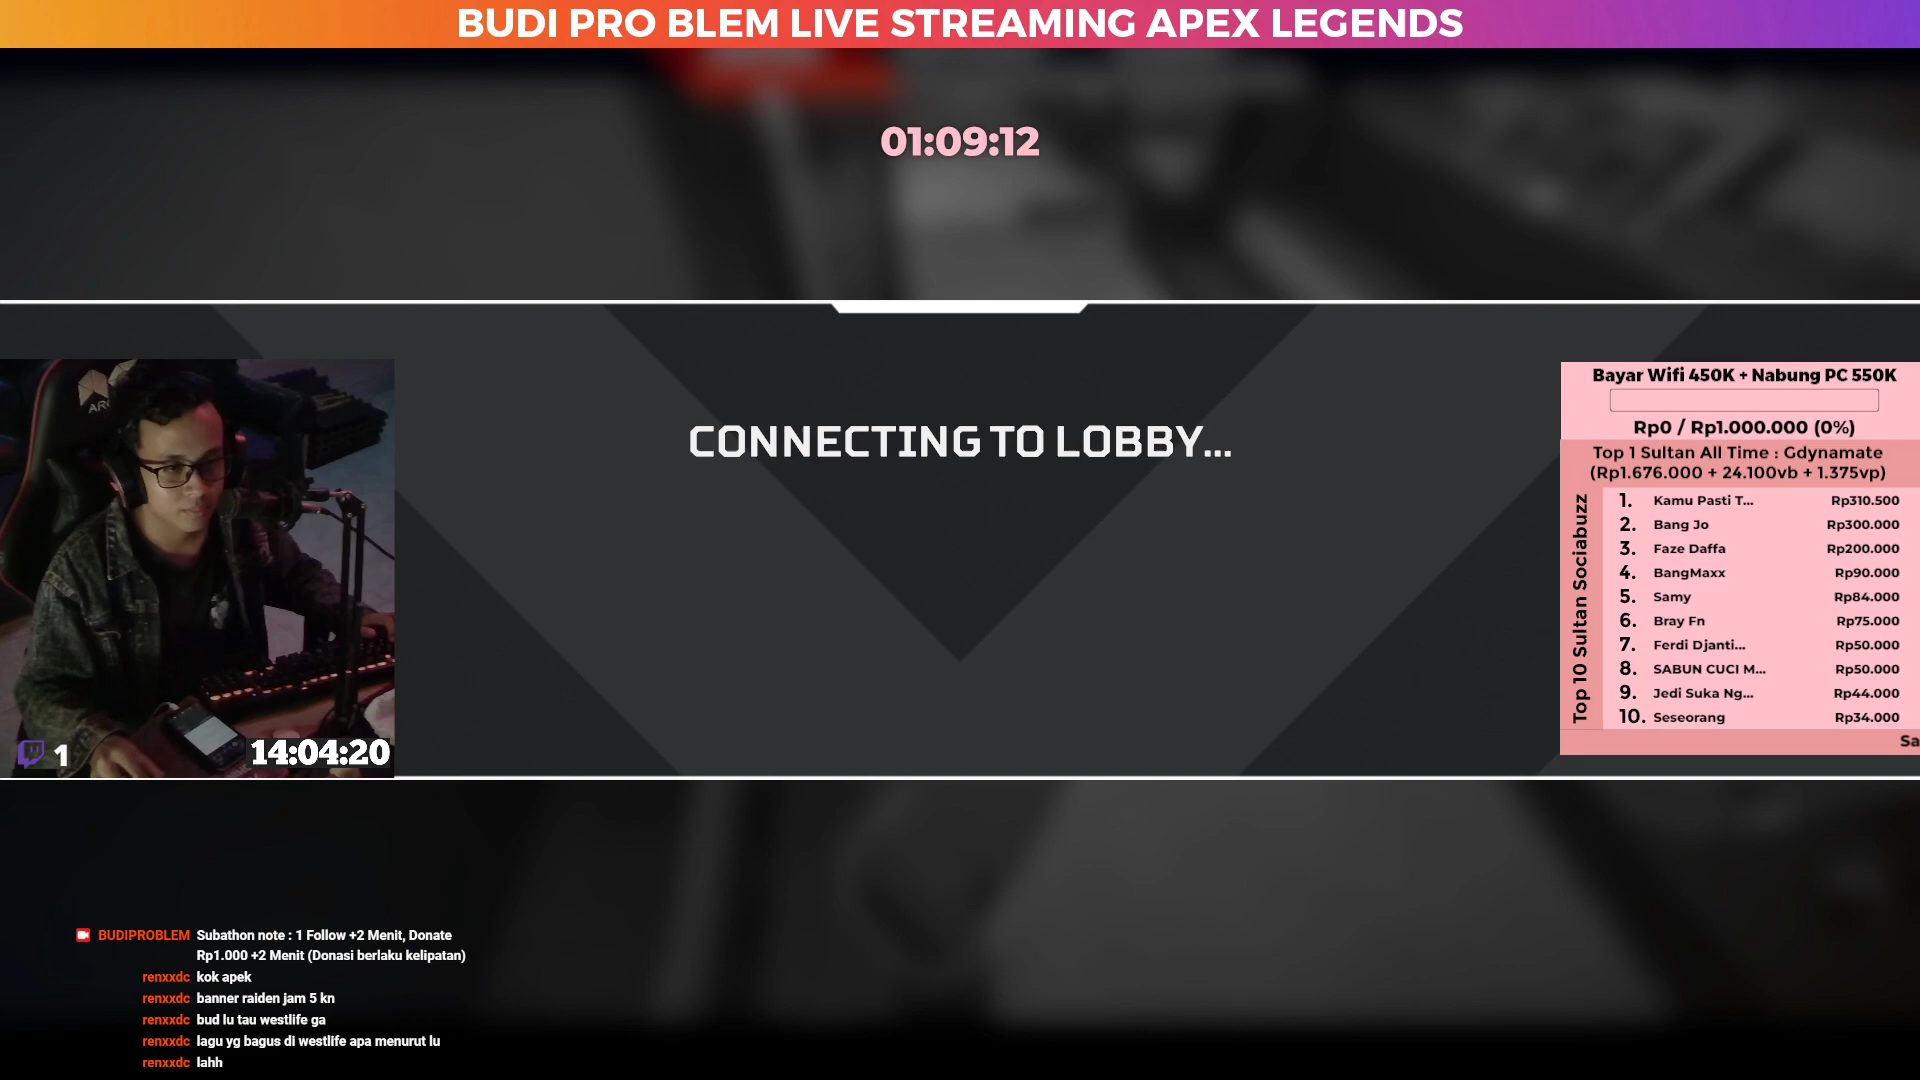 BUDI PRO BLEM LIVE STREAMING APEX LEGENDS
01:09:12
CONNECTING TO LOBBY...
1
14:04:20
Bayar Wifi 450K + Nabung PC 550K
Rp0 / Rp1.000.000 (0%)
Top 1 Sultan All Time : Gdynamate
(Rp1.676.000 + 24.100vb + 1.375vp)
Top 10 Sultan Sociabuzz
1. Kamu Pasti T... Rp310.500
2. Bang Jo Rp300.000
3. Faze Daffa Rp200.000
4. BangMaxx Rp90.000
5. Samy Rp84.000
6. Bray Fn Rp75.000
7. Ferdi Djanti... Rp50.000
8. SABUN CUCI M... Rp50.000
9. Jedi Suka Ng... Rp44.000
10. Seseorang Rp34.000
Sa
BUDIPROBLEM Subathon note : 1 Follow +2 Menit, Donate
Rp1.000 +2 Menit (Donasi berlaku kelipatan)
renxxdc kok apek
renxxdc banner raiden jam 5 kn
renxxdc bud lu tau westlife ga
renxxdc lagu yg bagus di westlife apa menurut lu
renxxdc lahh